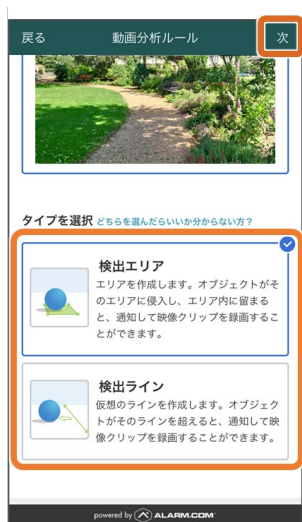 戻る 動画分析ルール 次
タイプを選択 どちらを選んだらいいか分からない方？
検出エリア
エリアを作成します。オブジェクトがそ
のエリアに侵入し、エリア内に留まる
と、通知して映像クリップを録画するこ
とができます。
検出ライン
仮想のラインを作成します。オブジェク
トがそのラインを超えると、通知して映
像クリップを録画することができます。
powered by ALARM.COM